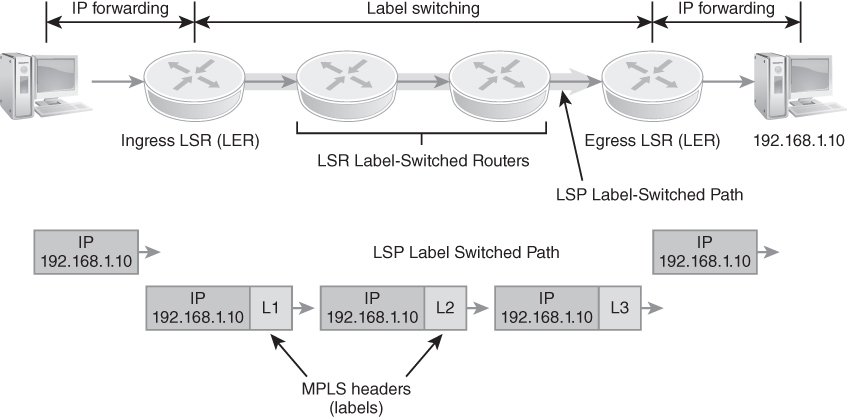 IP forwarding
Label switching
IP forwarding
Ingress LSR (LER)
LSR Label-Switched Routers
Egress LSR (LER)
192.168.1.10
LSP Label-Switched Path
IP
192.168.1.10
LSP Label Switched Path
IP
192.168.1.10
IP
192.168.1.10
L1
IP
192.168.1.10
L2
IP
192.168.1.10
L3
MPLS headers
(labels)